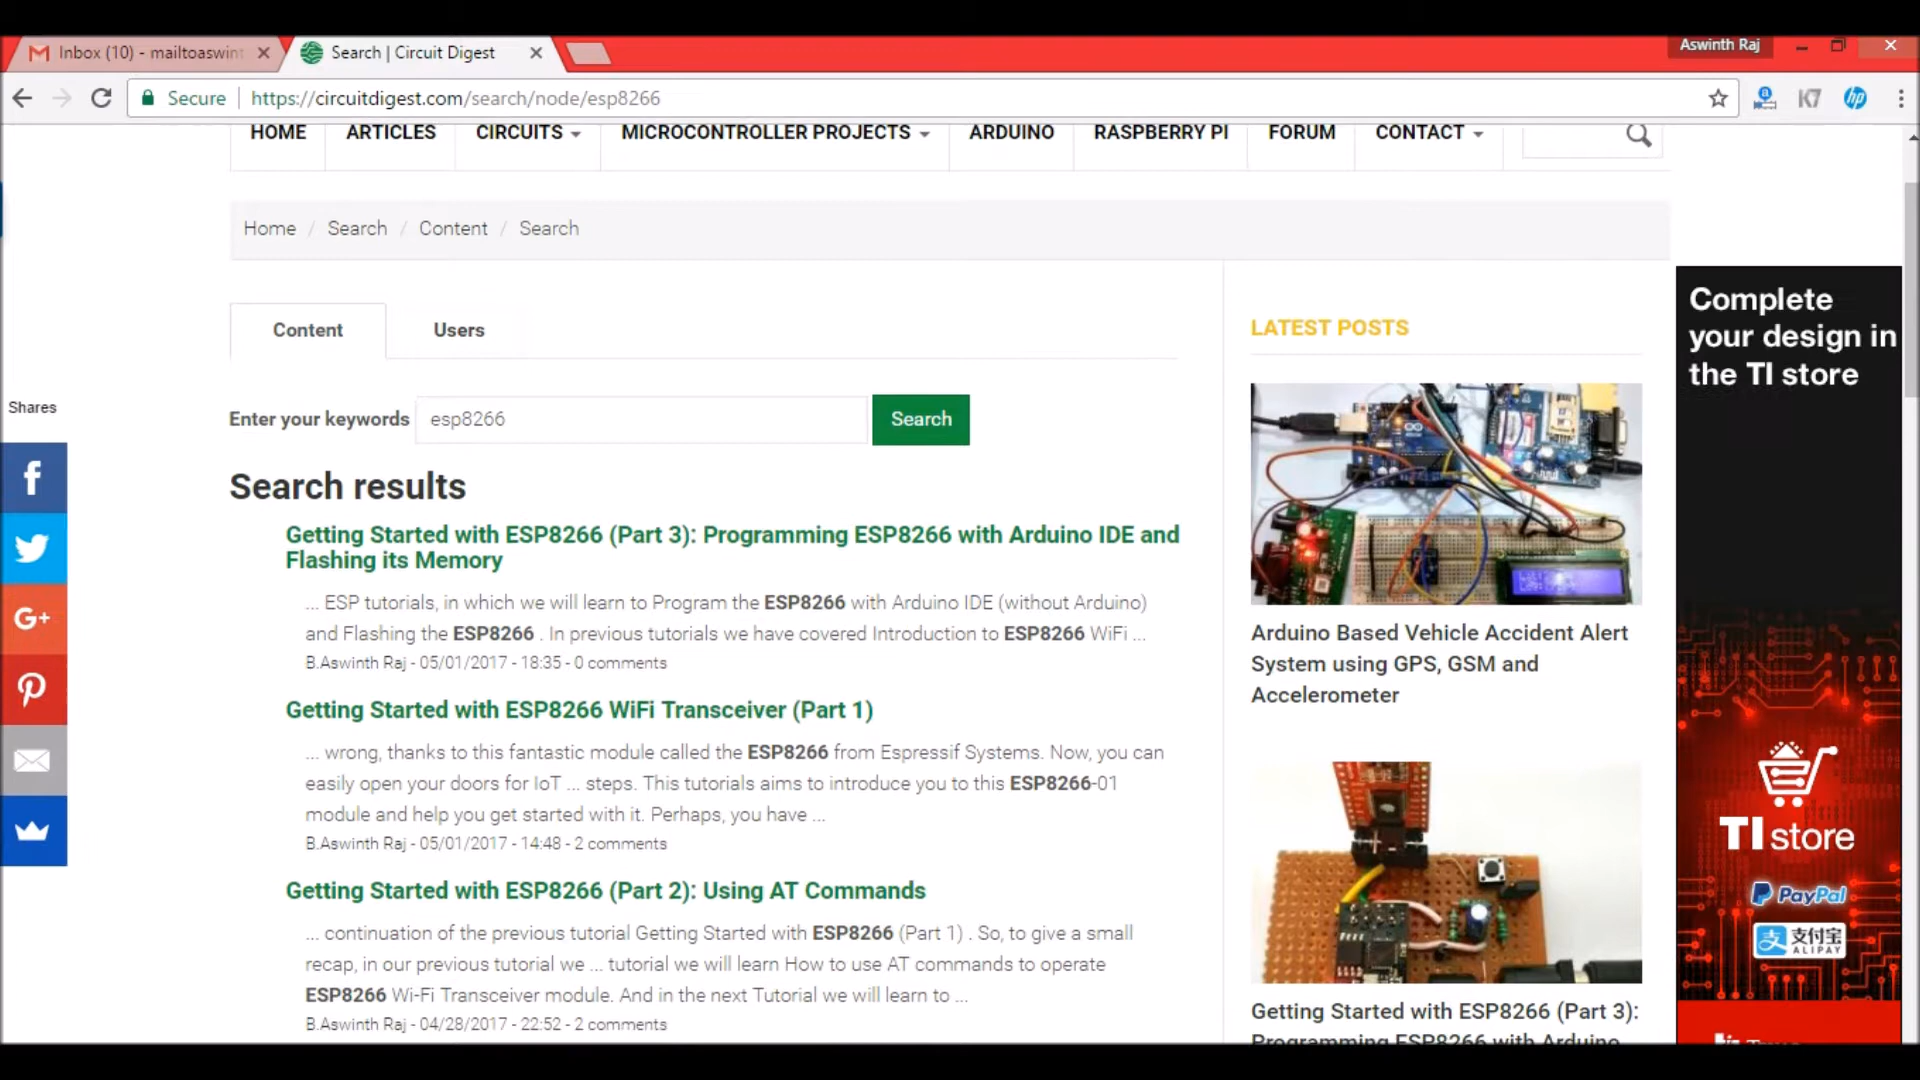 Inbox (10) - mailtoaswint
Search | Circuit Digest
Aswinth Raj
Secure
https://circuitdigest.com/search/node/esp8266
HOME
ARTICLES
CIRCUITS
MICROCONTROLLER PROJECTS
ARDUINO
RASPBERRY PI
FORUM
CONTACT
Home / Search / Content / Search
Content
Users
Enter your keywords
esp8266
Search
Search results
Getting Started with ESP8266 (Part 3): Programming ESP8266 with Arduino IDE and
Flashing its Memory
... ESP tutorials, in which we will learn to Program the ESP8266 with Arduino IDE (without Arduino)
and Flashing the ESP8266 . In previous tutorials we have covered Introduction to ESP8266 WiFi ...
B.Aswinth Raj - 05/01/2017 - 18:35 - 0 comments
Getting Started with ESP8266 WiFi Transceiver (Part 1)
... wrong, thanks to this fantastic module called the ESP8266 from Espressif Systems. Now, you can
easily open your doors for IoT ... steps. This tutorials aims to introduce you to this ESP8266-01
module and help you get started with it. Perhaps, you have ...
B.Aswinth Raj - 05/01/2017 - 14:48 - 2 comments
Getting Started with ESP8266 (Part 2): Using AT Commands
... continuation of the previous tutorial Getting Started with ESP8266 (Part 1) . So, to give a small
recap, in our previous tutorial we ... tutorial we will learn How to use AT commands to operate
ESP8266 Wi-Fi Transceiver module. And in the next Tutorial we will learn to ...
B.Aswinth Raj - 04/28/2017 - 22:52 - 2 comments
Shares
G+
LATEST POSTS
Arduino Based Vehicle Accident Alert
System using GPS, GSM and
Accelerometer
Getting Started with ESP8266 (Part 3):
Programming ESP8266 with Arduino
Complete
your design in
the TI store
TI store
PayPal
支付宝
ALIPAY
K7
hp